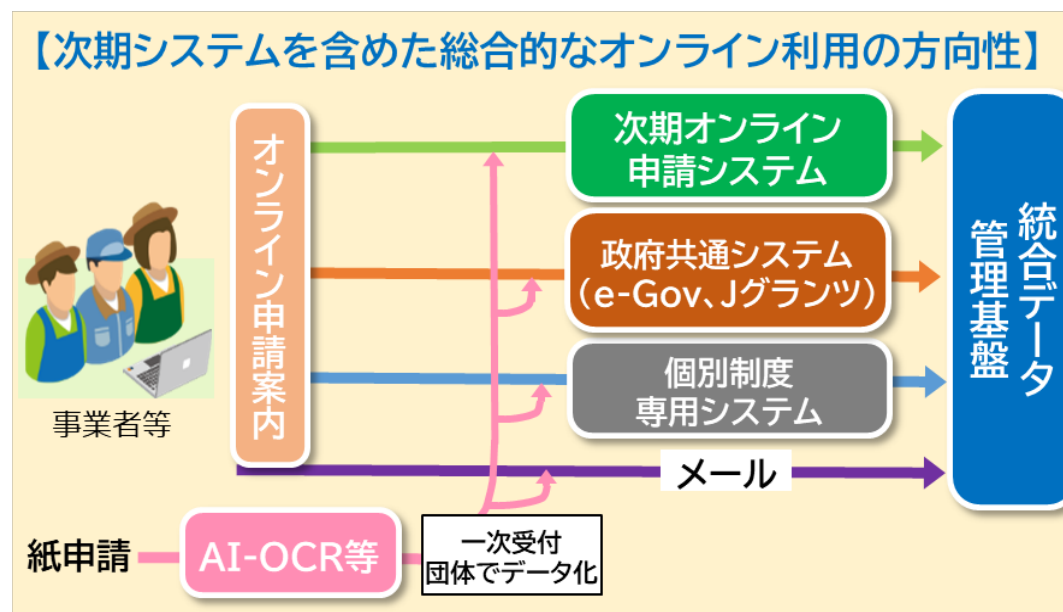 【次期システムを含めた総合的なオンライン利用の方向性】
オンライン申請案内
事業者等
次期オンライン
申請システム
政府共通システム
（e-Gov、Jグランツ）
個別制度
専用システム
メール
統合データ
管理基盤
紙申請
AI-OCR等
一次受付
団体でデータ化